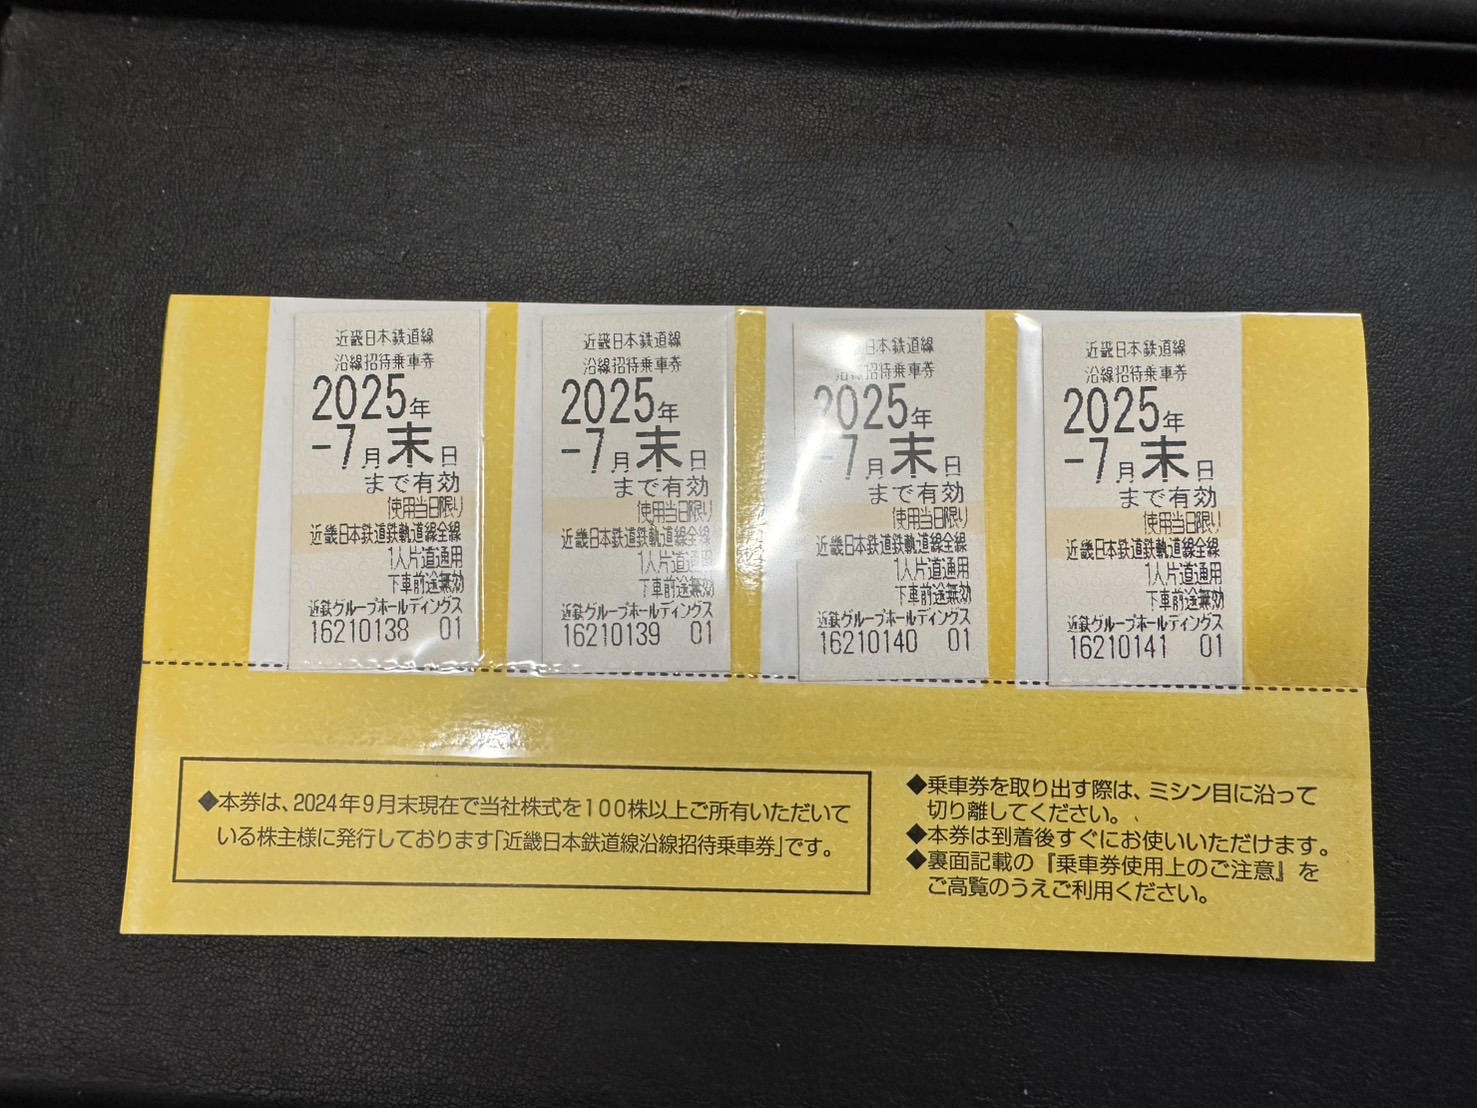 近畿日本鉄道線
沿線招待乗車券
2025年
-7月末日
まで有効
使用当日限り
近畿日本鉄道鉄軌道線全線
1人片道通用
下車前途無効
近鉄グループホールディングス
16210138 01
近畿日本鉄道線
沿線招待乗車券
2025年
-7月末日
まで有効
使用当日限り
近畿日本鉄道鉄軌道線全線
1人片道通用
下車前途無効
近鉄グループホールディングス
16210139 01
日本鉄道線
沿線招待乗車券
2025年
-7月末日
まで有効
使用当日限り
近畿日本鉄道鉄軌道線全線
1人片道通用
下車前途無効
近鉄グループホールディングス
16210140 01
近畿日本鉄道線
沿線招待乗車券
2025年
-7月末日
まで有効
使用当日限り
近畿日本鉄道鉄軌道線全線
1人片道通用
下車前途無効
近鉄グループホールディングス
16210141 01
◆本券は、2024年9月末現在で当社株式を100株以上ご所有いただいて
いる株主様に発行しております「近畿日本鉄道線沿線招待乗車券」です。
◆乗車券を取り出す際は、ミシン目に沿って
切り離してください。
◆本券は到着後すぐにお使いいただけます。
◆裏面記載の『乗車券使用上のご注意』を
ご高覧のうえご利用ください。